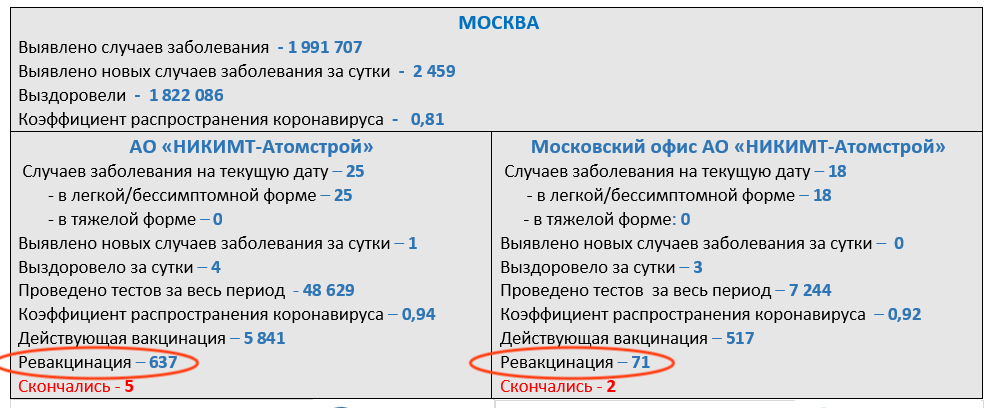 МОСКВА
Выявлено случаев заболевания - 1 991 707
Выявлено новых случаев заболевания за сутки - 2 459
Выздоровели - 1 822 086
Коэффициент распространения коронавируса - 0,81
АО «НИКИМТ-Атомстрой»
Случаев заболевания на текущую дату – 25
- в легкой/бессимптомной форме – 25
- в тяжелой форме – 0
Выявлено новых случаев заболевания за сутки – 1
Выздоровело за сутки – 4
Проведено тестов за весь период - 48 629
Коэффициент распространения коронавируса – 0,94
Действующая вакцинация – 5 841
Ревакцинация – 637
Скончались - 5
Московский офис АО «НИКИМТ-Атомстрой»
Случаев заболевания на текущую дату – 18
- в легкой/бессимптомной форме – 18
- в тяжелой форме: 0
Выявлено новых случаев заболевания за сутки – 0
Выздоровело за сутки – 3
Проведено тестов за весь период – 7 244
Коэффициент распространения коронавируса – 0,92
Действующая вакцинация – 517
Ревакцинация – 71
Скончались - 2